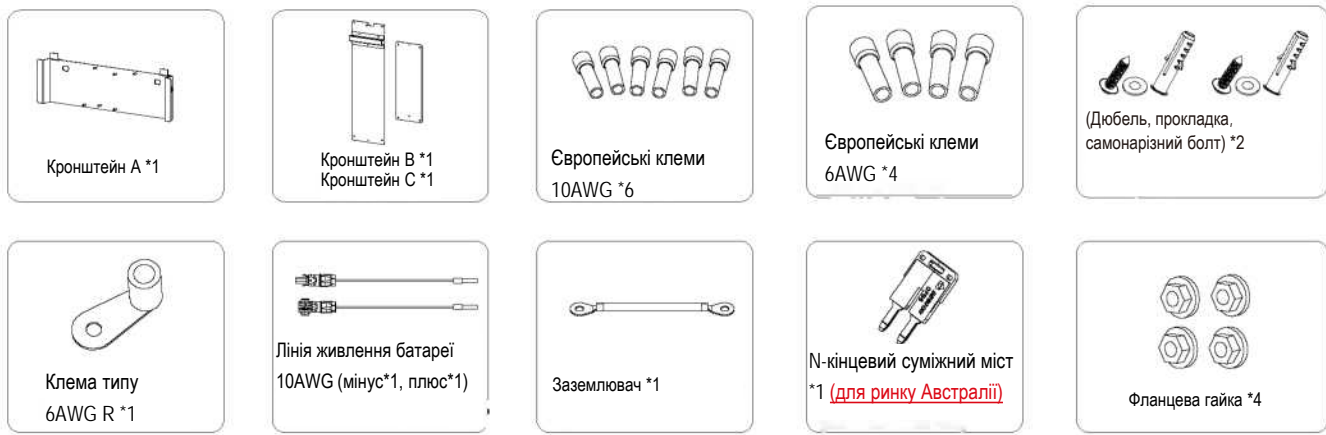 Кронштейн A *1
Кронштейн B *1
Кронштейн C *1
Європейські клеми
10AWG *6
Європейські клеми
6AWG *4
(Дюбель, прокладка,
самонарізний болт) *2
Клема типу
6AWG R *1
Лінія живлення батареї
10AWG (мінус*1, плюс*1)
Заземлювач *1
N-кінцевий суміжний міст
*1 (для ринку Австралії)
Фланцева гайка *4